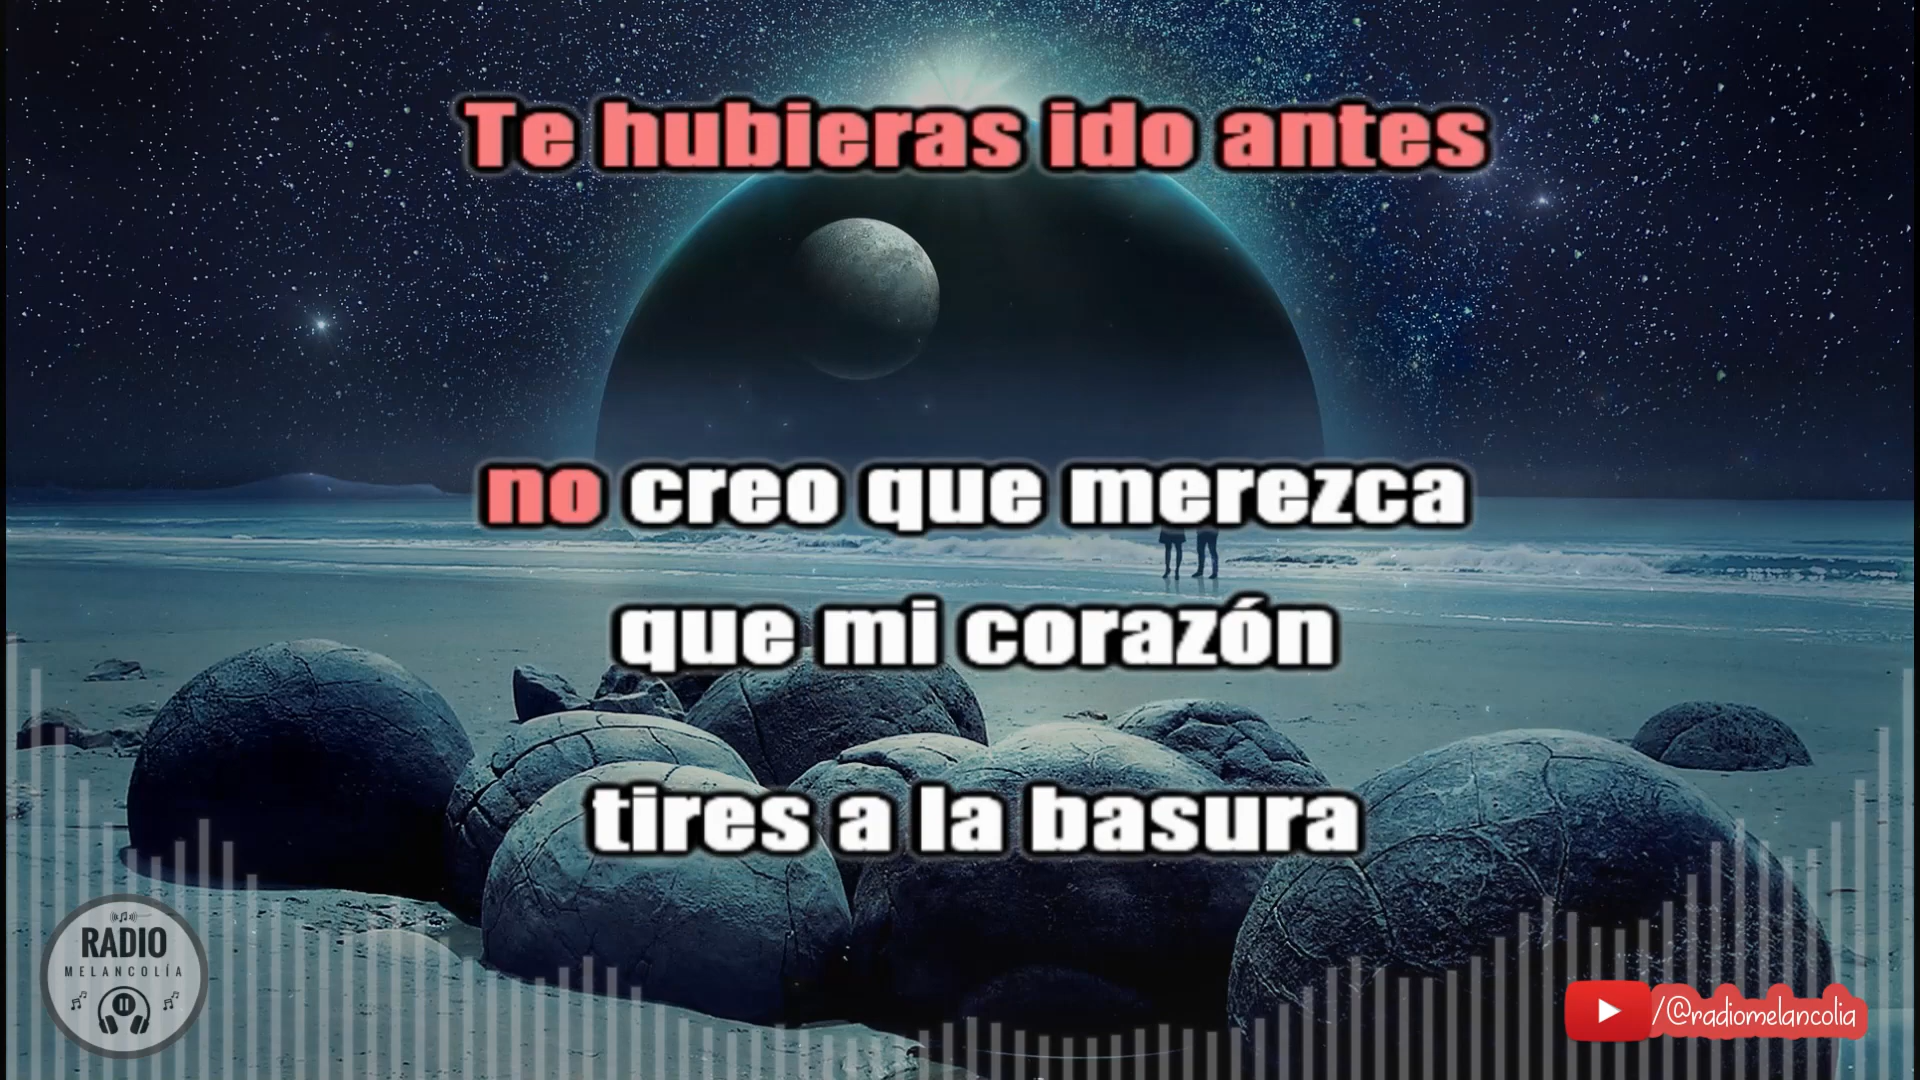 Te hubieras ido antes
no creo que merezca
que mi corazón
tires a la basura
RADIO
MELANCOLÍA
/@radiomelancolia